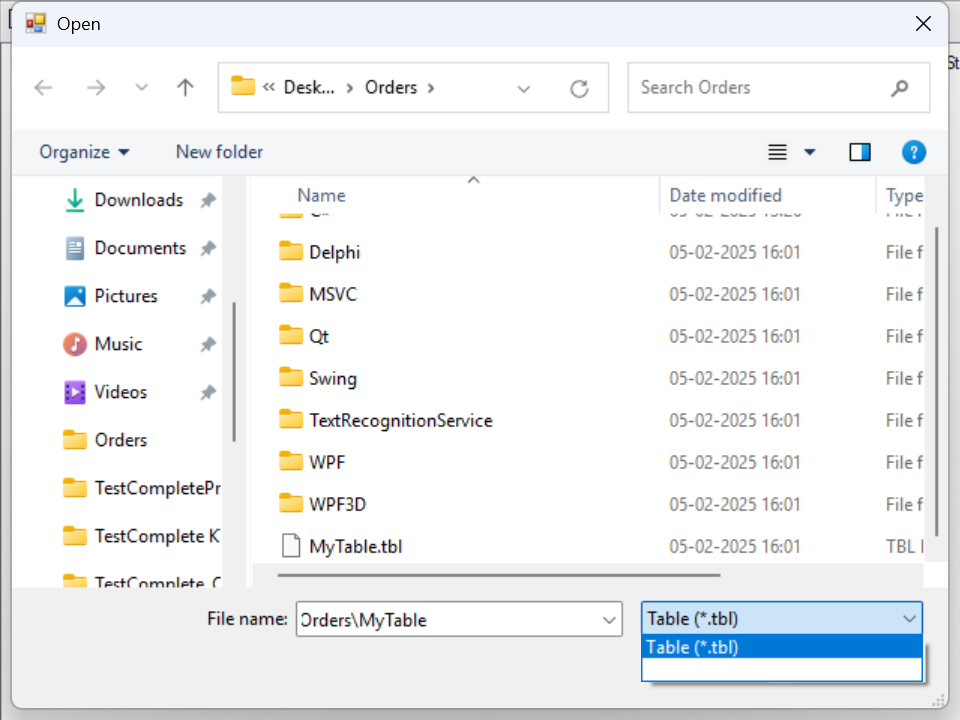 Open
« Desk... › Orders ›
Search Orders
Organize
New folder
?
Name
Date modified
Type
Downloads
Documents
Pictures
Music
Videos
Orders
TestCompletePr
TestComplete K
TestComplete
Delphi 05-02-2025 16:01 File f
MSVC 05-02-2025 16:01 File f
Qt 05-02-2025 16:01 File f
Swing 05-02-2025 16:01 File f
TextRecognitionService 05-02-2025 16:01 File f
WPF 05-02-2025 16:01 File f
WPF3D 05-02-2025 16:01 File f
MyTable.tbl 05-02-2025 16:01 TBL
File name: Orders\MyTable
Table (*.tbl)
Table (*.tbl)